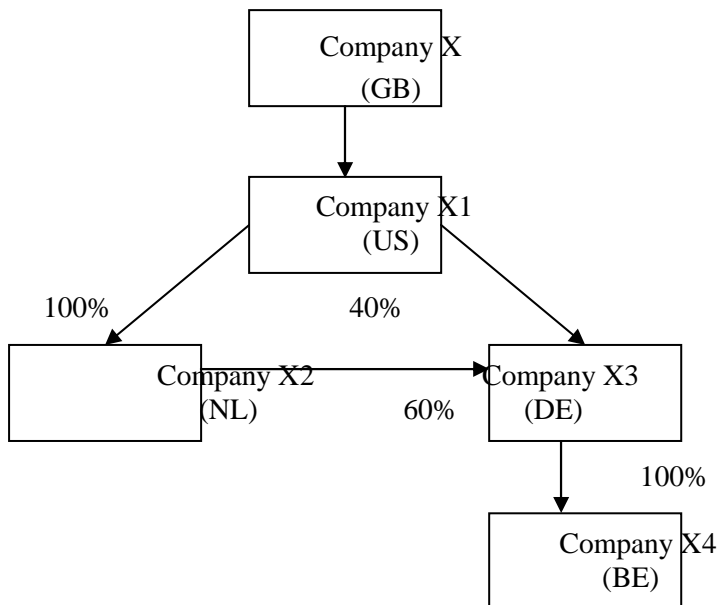 Company X
(GB)
Company X1
(US)
100%
40%
Company X2
(NL)
60%
Company X3
(DE)
100%
Company X4
(BE)